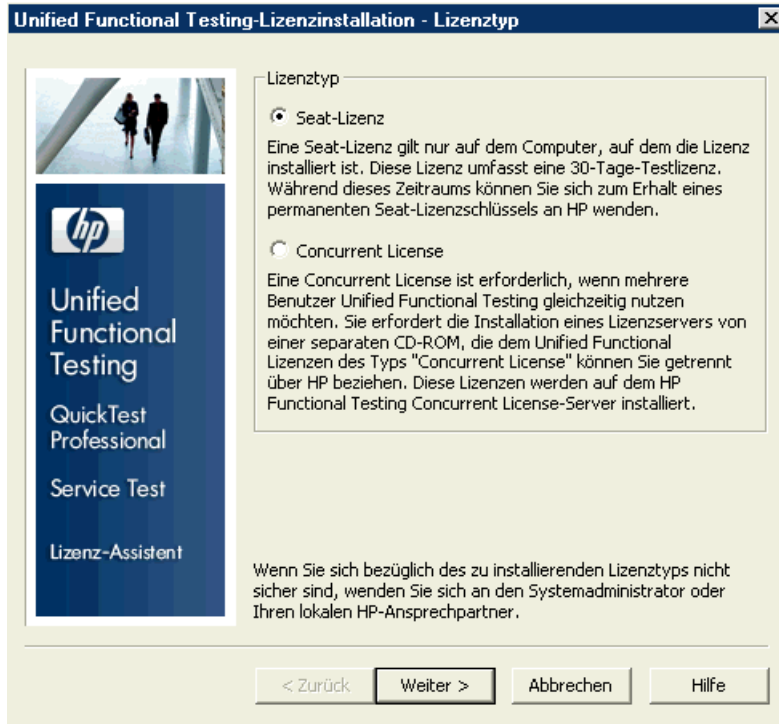 Unified Functional Testing-Lizenzinstallation - Lizenztyp
Lizenztyp
Seat-Lizenz
Eine Seat-Lizenz gilt nur auf dem Computer, auf dem die Lizenz
installiert ist. Diese Lizenz umfasst eine 30-Tage-Testlizenz.
Während dieses Zeitraums können Sie sich zum Erhalt eines
permanenten Seat-Lizenzschlüssels an HP wenden.
Concurrent License
Eine Concurrent License ist erforderlich, wenn mehrere
Benutzer Unified Functional Testing gleichzeitig nutzen
möchten. Sie erfordert die Installation eines Lizenzservers von
einer separaten CD-ROM, die dem Unified Functional
Lizenzen des Typs "Concurrent License" können Sie getrennt
über HP beziehen. Diese Lizenzen werden auf dem HP
Functional Testing Concurrent License-Server installiert.
hp
Unified
Functional
Testing
QuickTest
Professional
Service Test
Lizenz-Assistent
Wenn Sie sich bezüglich des zu installierenden Lizenztyps nicht
sicher sind, wenden Sie sich an den Systemadministrator oder
Ihren lokalen HP-Ansprechpartner.
< Zurück
Weiter >
Abbrechen
Hilfe